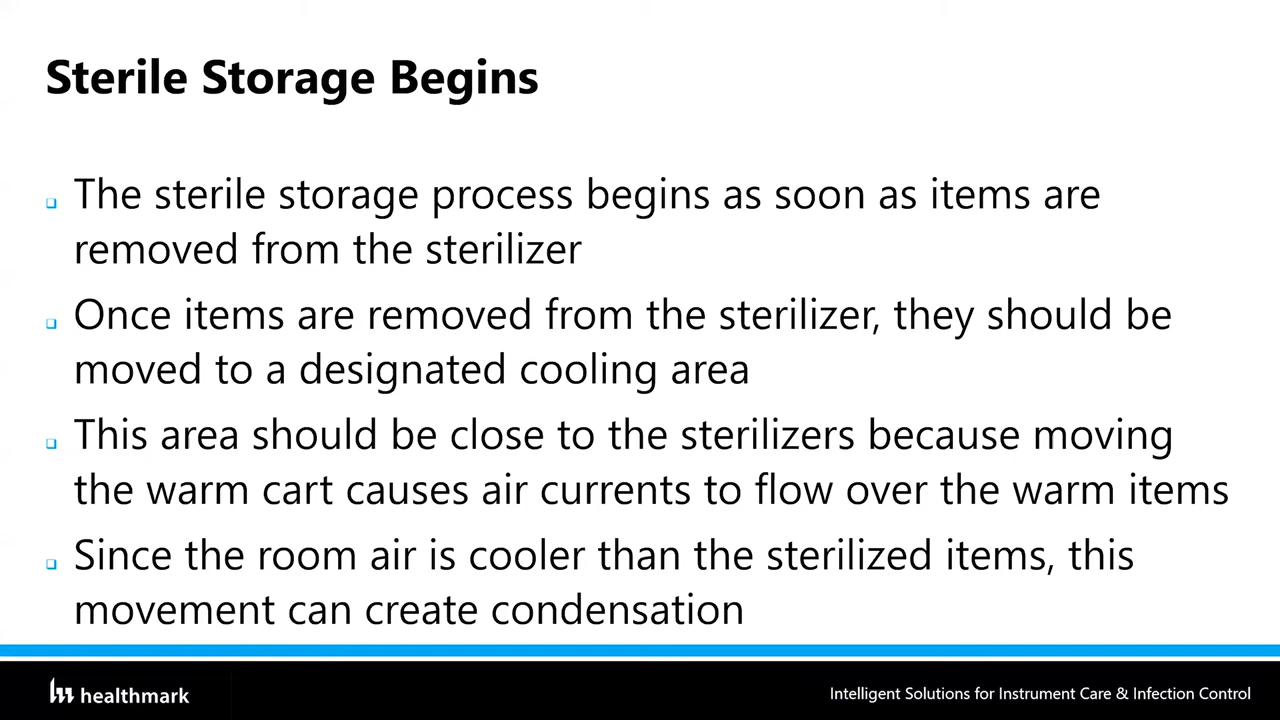 Sterile Storage Begins
The sterile storage process begins as soon as items are
removed from the sterilizer
Once items are removed from the sterilizer, they should be
moved to a designated cooling area
This area should be close to the sterilizers because moving
the warm cart causes air currents to flow over the warm items
Since the room air is cooler than the sterilized items, this
movement can create condensation
healthmark
Intelligent Solutions for Instrument Care & Infection Control